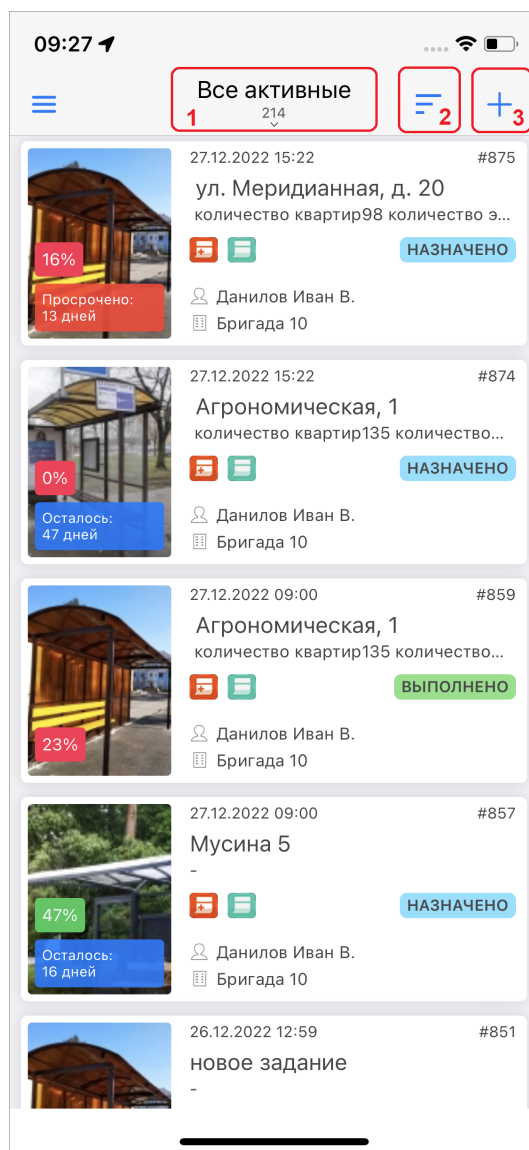 09:27
Все активные
214
1
2
3
27.12.2022 15:22 #875
ул. Меридианная, д. 20
количество квартир98 количество э...
16%
НАЗНАЧЕНО
Просрочено:
13 дней
Данилов Иван В.
Бригада 10
27.12.2022 15:22 #874
Агрономическая, 1
количество квартир135 количество...
0%
НАЗНАЧЕНО
Осталось:
47 дней
Данилов Иван В.
Бригада 10
27.12.2022 09:00 #859
Агрономическая, 1
количество квартир135 количество...
ВЫПОЛНЕНО
23%
Данилов Иван В.
Бригада 10
27.12.2022 09:00 #857
Мусина 5
-
47%
НАЗНАЧЕНО
Осталось:
16 дней
Данилов Иван В.
Бригада 10
26.12.2022 12:59 #851
новое задание
-